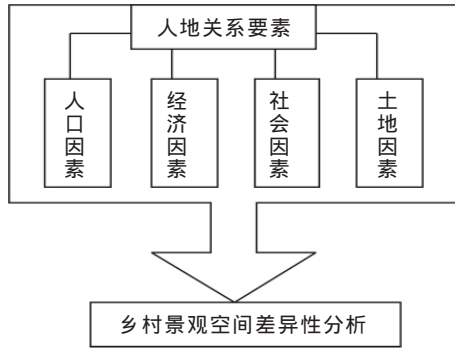 人地关系要素
人口因素
经济因素
社会因素
土地因素
乡村景观空间差异性分析